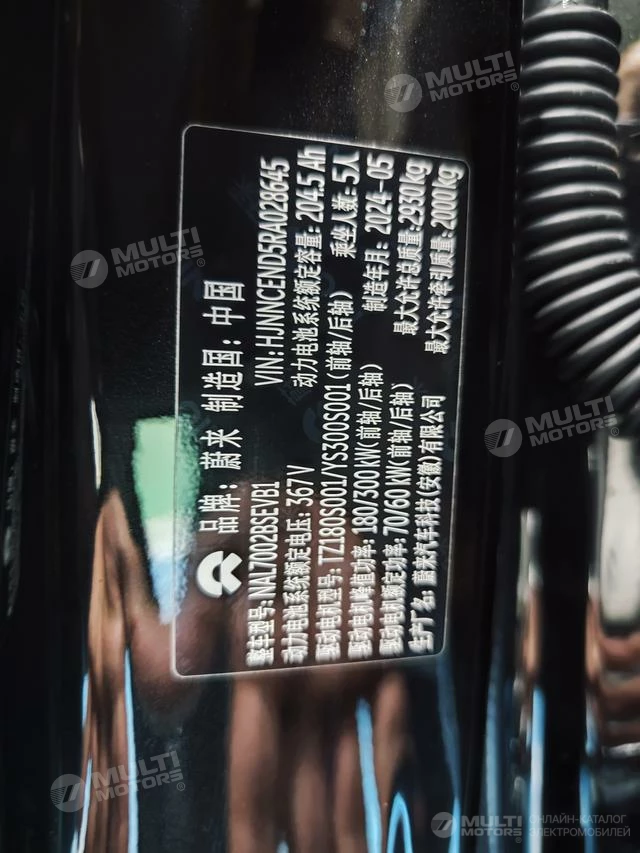 品牌: 蔚来 制造国: 中国
整车型号: NA17002BSEVB1 VIN: HJNNCEND5RA028645
动力电池系统额定电压: 367V 动力电池系统额定容量: 204.5 Ah
驱动电机型号: TZ180S001/YS300S001 (前轴/后轴) 乘坐人数: 5人
驱动电机峰值功率: 180/300 kW (前轴/后轴) 制造年月: 2024-05
驱动电机额定功率: 70/60 kW (前轴/后轴) 最大允许总质量: 2930kg
生产厂名: 蔚来汽车科技(安徽)有限公司 最大允许牵引质量: 2000kg
MULTI
MOTORS®
MULTI
MOTORS®
MULTI
MOTORS®
MULTI
MOTORS®
MULTI
MOTORS®
ОНЛАЙН-КАТАЛОГ
ЭЛЕКТРОМОБИЛЕЙ